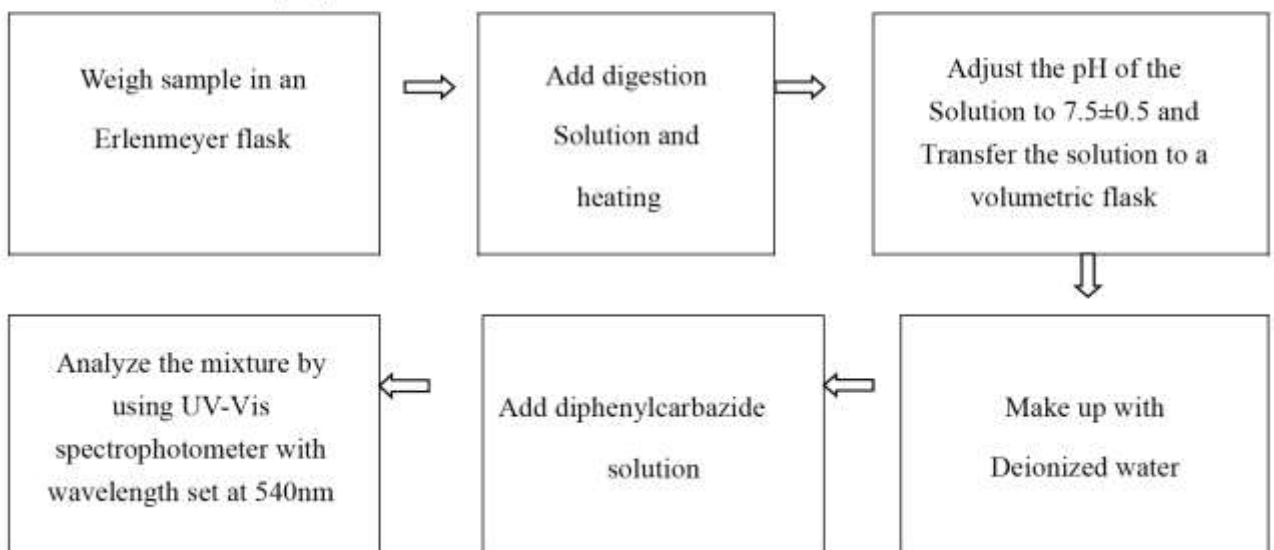 Weigh sample in an
Erlenmeyer flask
Add digestion
Solution and
heating
Adjust the pH of the
Solution to 7.5±0.5 and
Transfer the solution to a
volumetric flask
Make up with
Deionized water
Add diphenylcarbazide
solution
Analyze the mixture by
using UV-Vis
spectrophotometer with
wavelength set at 540nm